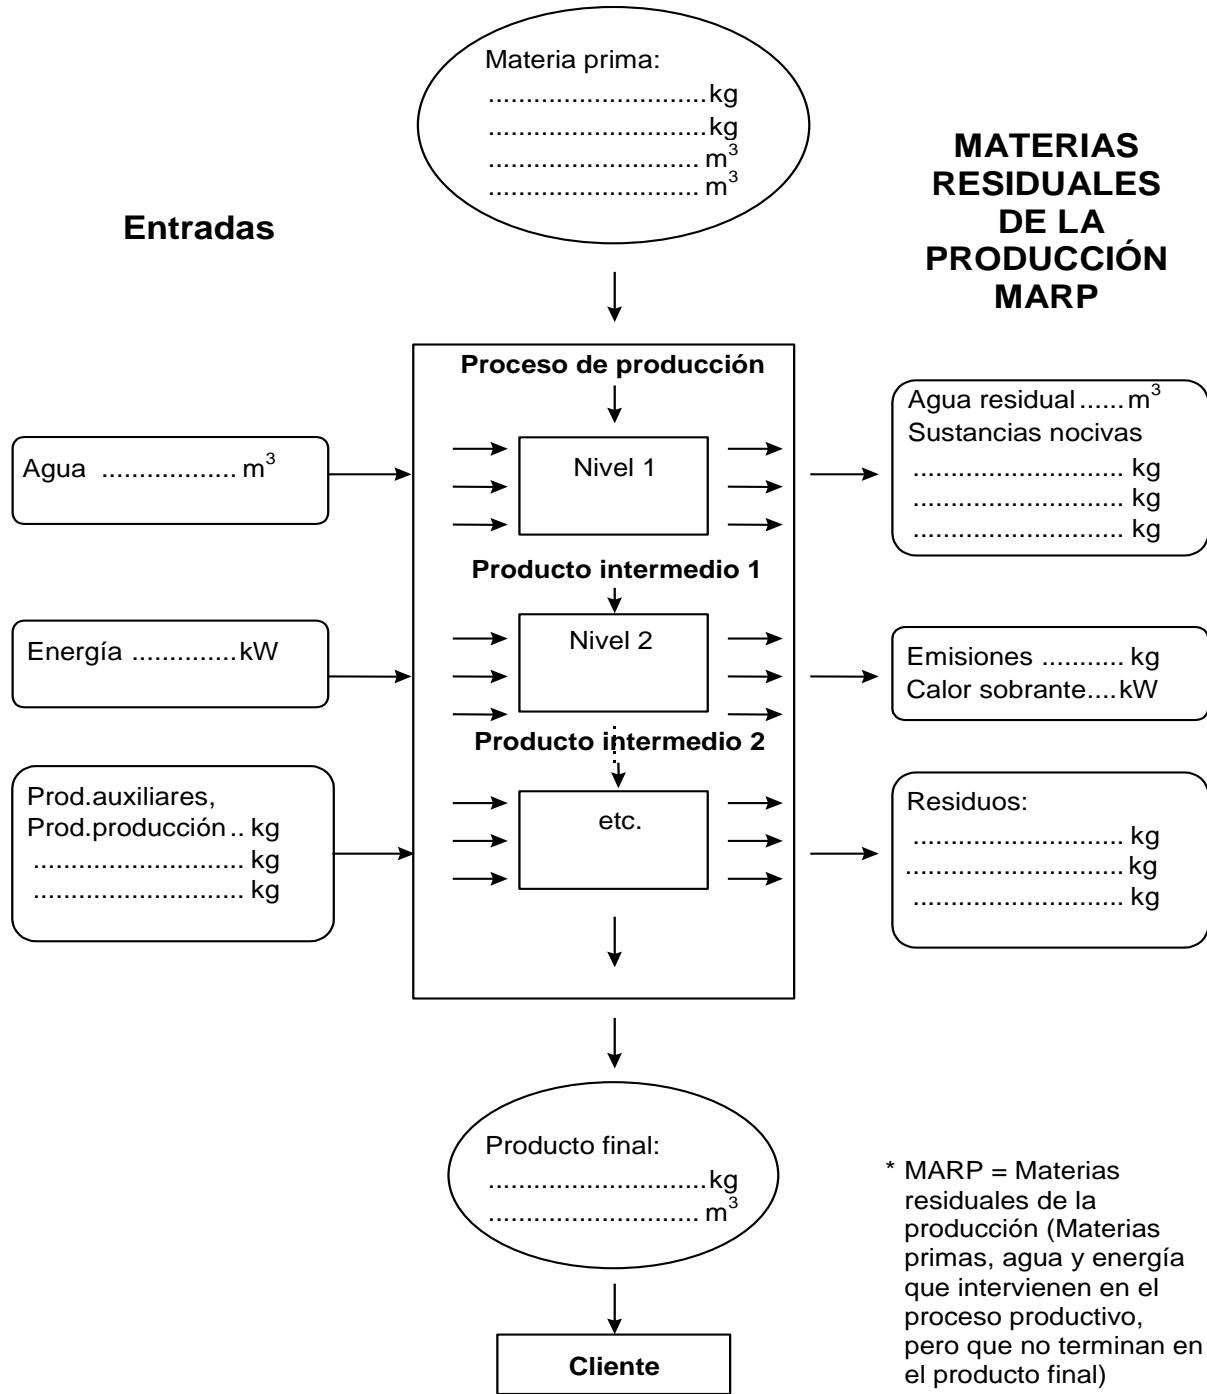 Materia prima:
............................kg
............................kg
........................... m³
........................... m³
Entradas
MATERIAS
RESIDUALES
DE LA
PRODUCCIÓN
MARP
Proceso de producción
Agua .................. m³
Nivel 1
Agua residual......m³
Sustancias nocivas
........................... kg
........................... kg
........................... kg
Producto intermedio 1
Energía ..............kW
Nivel 2
Emisiones ........... kg
Calor sobrante....kW
Producto intermedio 2
Prod.auxiliares,
Prod.producción.. kg
........................... kg
........................... kg
etc.
Residuos:
........................... kg
............................ kg
........................... kg
Producto final:
............................kg
........................... m³
Cliente
* MARP = Materias
residuales de la
producción (Materias
primas, agua y energía
que intervienen en el
proceso productivo,
pero que no terminan en
el producto final)